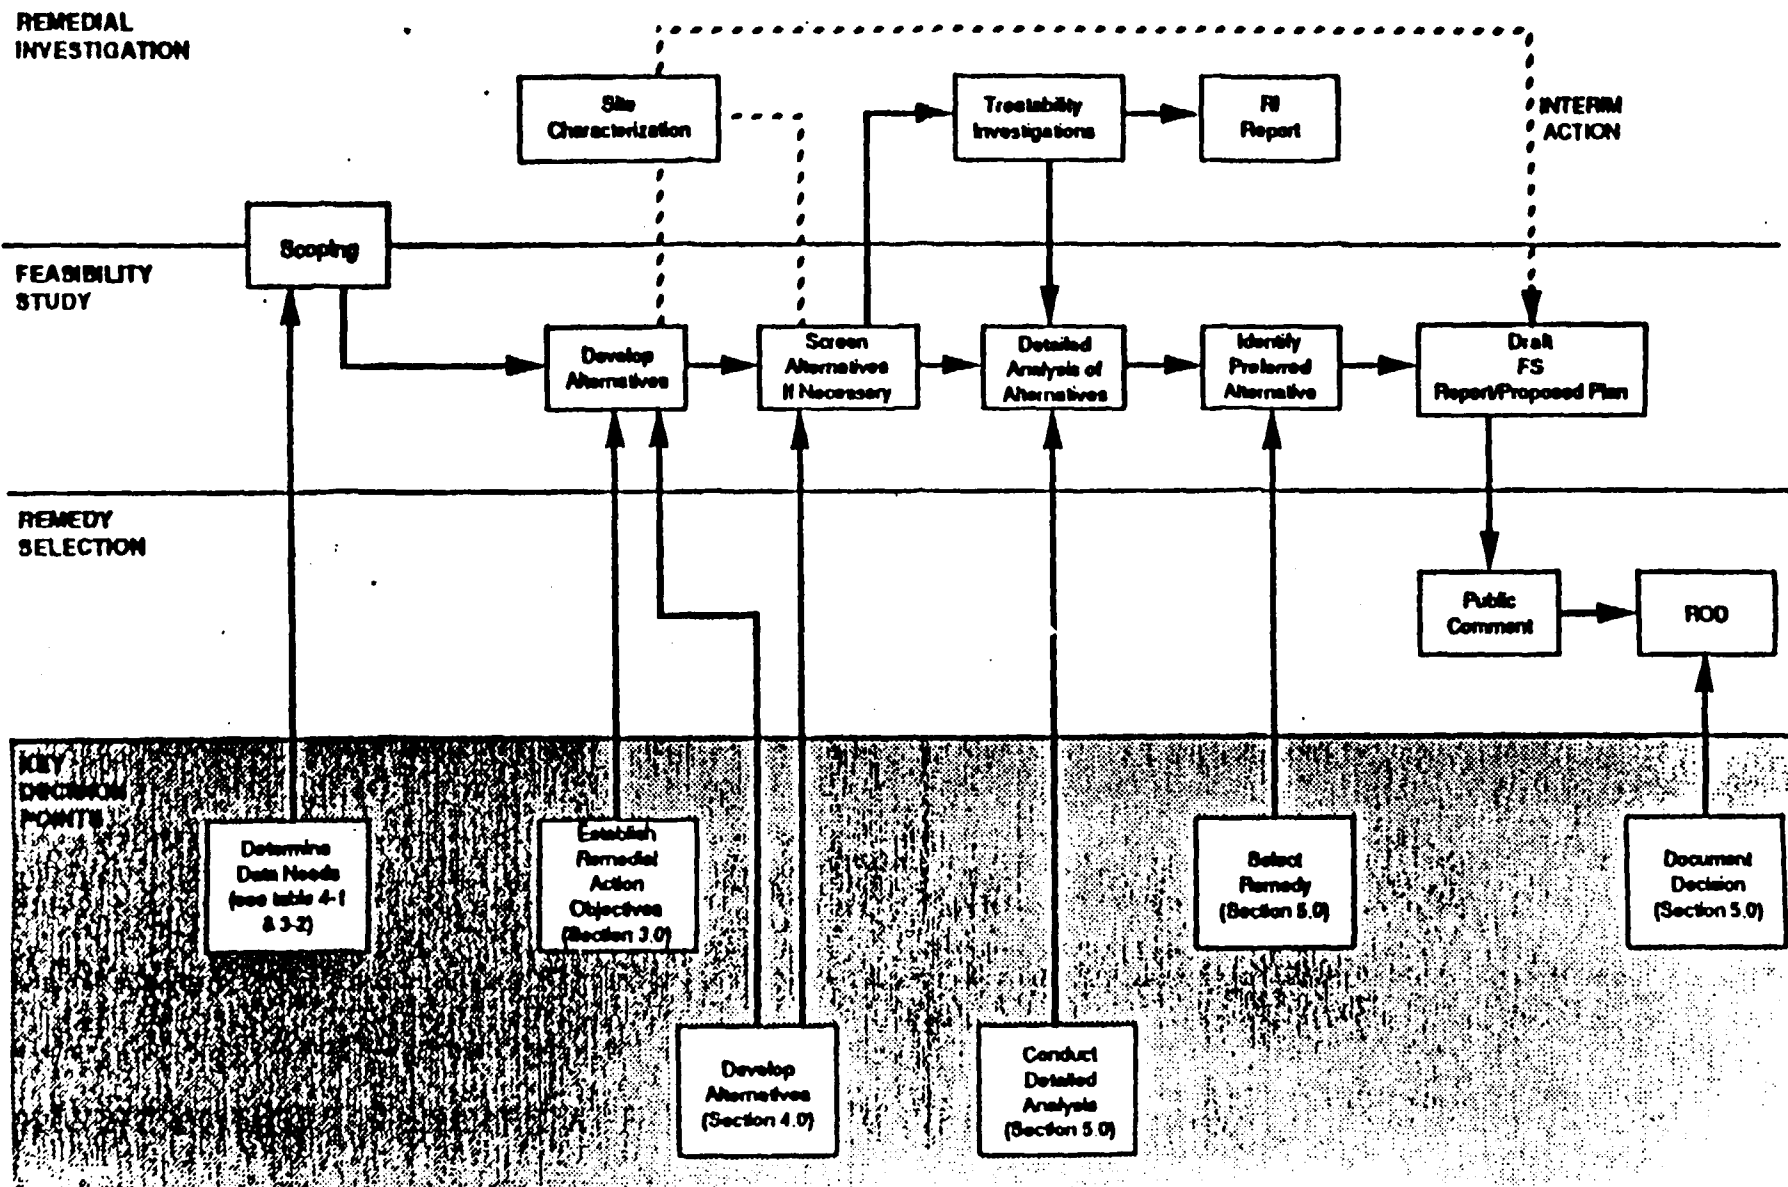 REMEDIAL
INVESTIGATION
Site
Characterization
Treatability
Investigations
RI
Report
INTERIM
ACTION
Scoping
FEASIBILITY
STUDY
Develop
Alternatives
Screen
Alternatives
If Necessary
Detailed
Analysis of
Alternatives
Identify
Preferred
Alternative
Draft
FS
Report/Proposed Plan
REMEDY
SELECTION
Public
Comment
ROD
KEY
DECISION
POINTS
Determine
Data Needs
(see table 4-1
& 3-2)
Establish
Remedial
Action
Objectives
(Section 3.0)
Select
Remedy
(Section 5.0)
Document
Decision
(Section 5.0)
Develop
Alternatives
(Section 4.0)
Conduct
Detailed
Analysis
(Section 5.0)